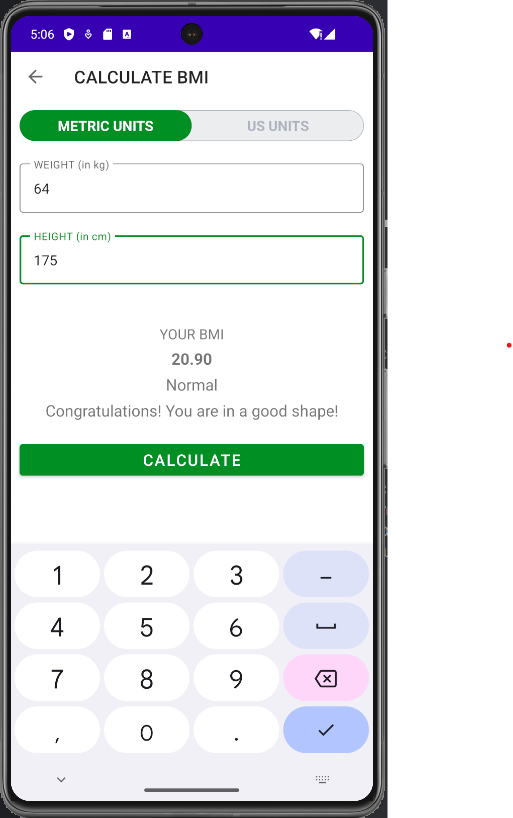 5:06
CALCULATE BMI
METRIC UNITS US UNITS
WEIGHT (in kg)
64
HEIGHT (in cm)
175
YOUR BMI
20.90
Normal
Congratulations! You are in a good shape!
CALCULATE
1 2 3 –
4 5 6
7 8 9
, 0 .